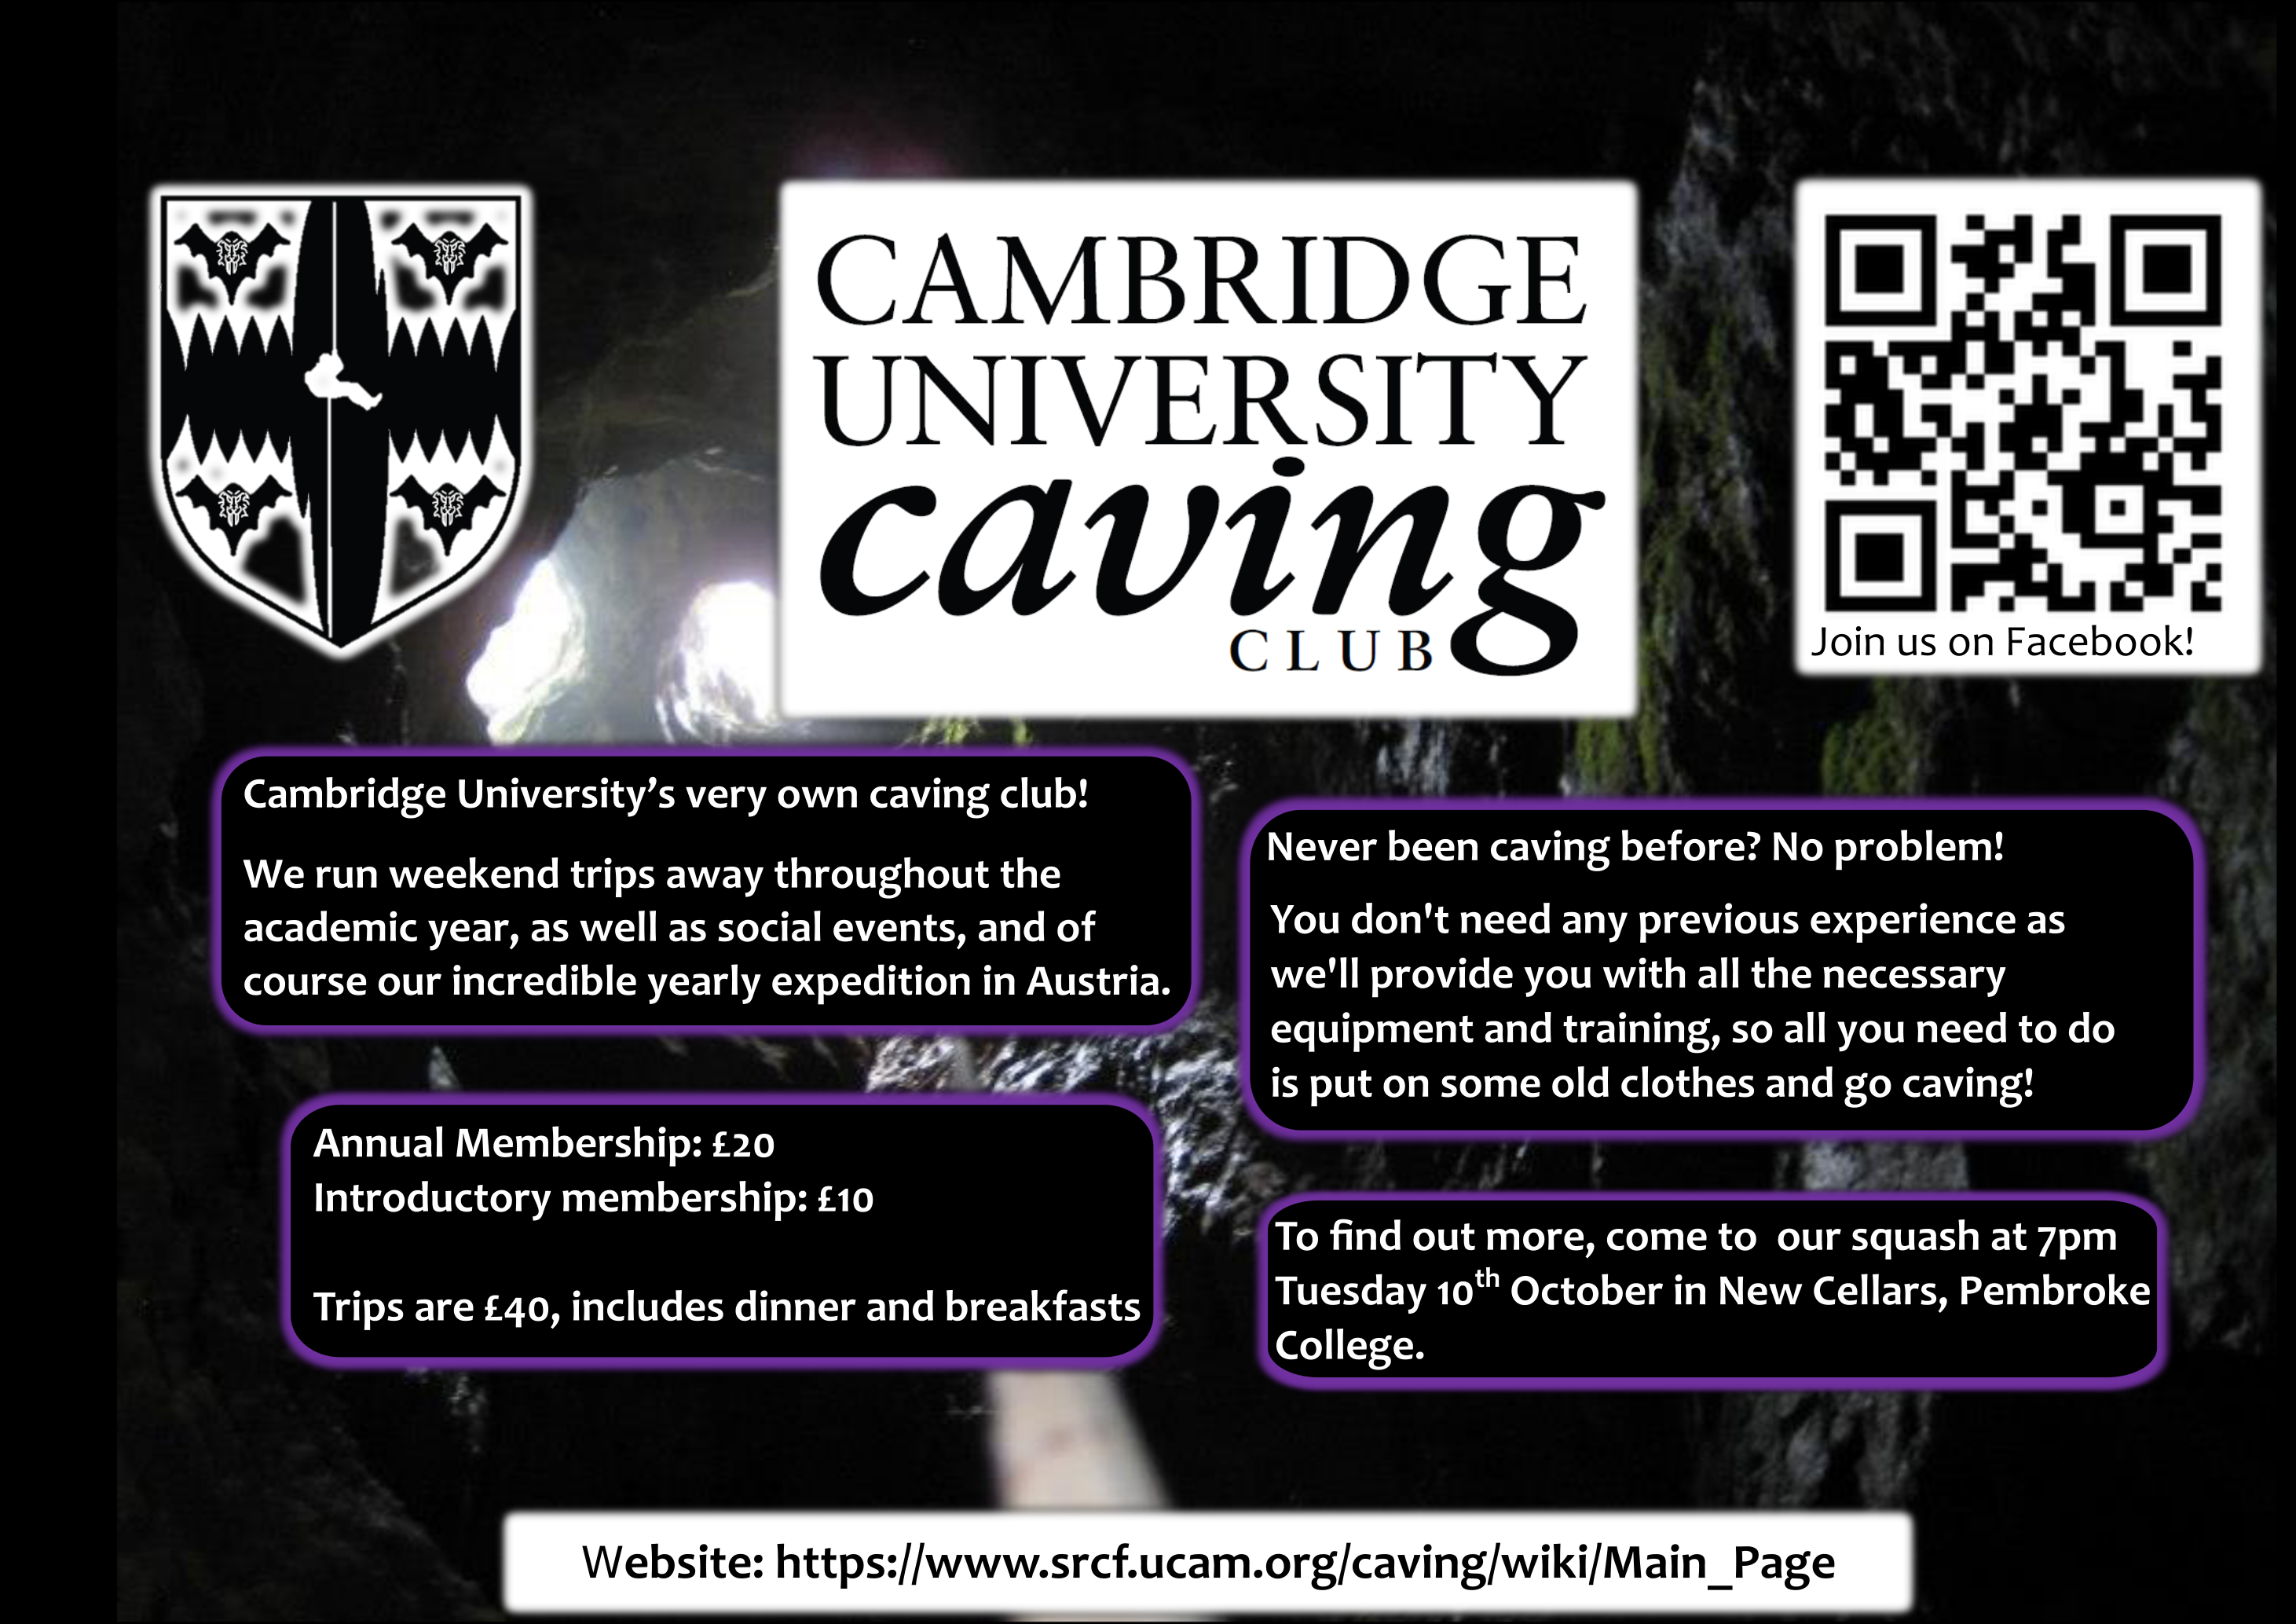 CAMBRIDGE
UNIVERSITY
caving
CLUB
Join us on Facebook!
Cambridge University’s very own caving club!
We run weekend trips away throughout the
academic year, as well as social events, and of
course our incredible yearly expedition in Austria.
Never been caving before? No problem!
You don't need any previous experience as
we'll provide you with all the necessary
equipment and training, so all you need to do
is put on some old clothes and go caving!
Annual Membership: £20
Introductory membership: £10
Trips are £40, includes dinner and breakfasts
To find out more, come to  our squash at 7pm
Tuesday 10th October in New Cellars, Pembroke
College.
Website: https://www.srcf.ucam.org/caving/wiki/Main_Page